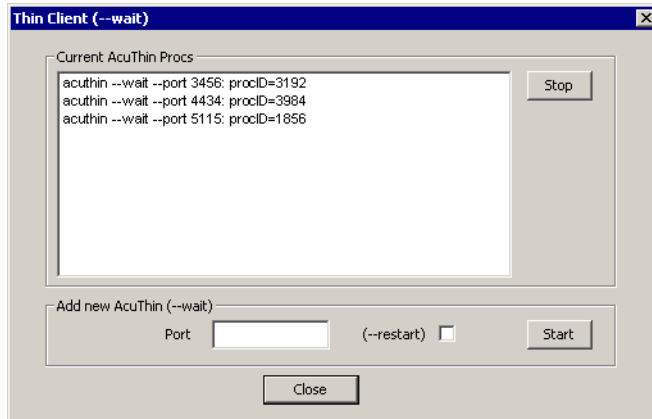 Thin Client (--wait)
Current AcuThin Procs
acuthin --wait --port 3456: procID=3192
acuthin --wait --port 4434: procID=3984
acuthin --wait --port 5115: procID=1856
Stop
Add new AcuThin (--wait)
Port (--restart) Start
Close